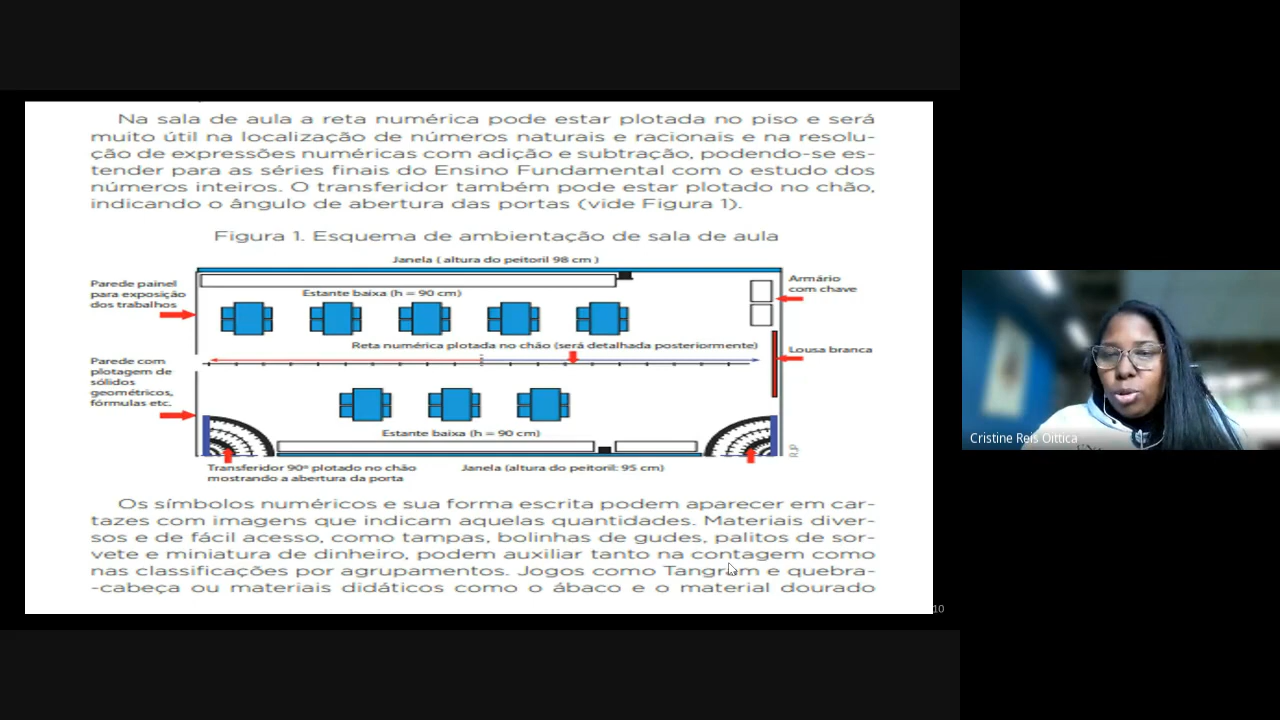 Na sala de aula a reta numérica pode estar plotada no piso e será
muito útil na localização de números naturais e racionais e na resolu-
ção de expressões numéricas com adição e subtração, podendo-se es-
tender para as séries finais do Ensino Fundamental com o estudo dos
números inteiros. O transferidor também pode estar plotado no chão,
indicando o ângulo de abertura das portas (vide Figura 1).
Figura 1. Esquema de ambientação de sala de aula
Janela ( altura do peitoril 98 cm )
Parede painel
para exposição
dos trabalhos
Estante baixa (h = 90 cm)
Armário
com chave
Reta numérica plotada no chão (será detalhada posteriormente)
Lousa branca
Parede com
plotagem de
sólidos
geométricos,
fórmulas etc.
Estante baixa (h = 90 cm)
RJP
Transferidor 90º plotado no chão
mostrando a abertura da porta
Janela (altura do peitoril: 95 cm)
Os símbolos numéricos e sua forma escrita podem aparecer em car-
tazes com imagens que indicam aquelas quantidades. Materiais diver-
sos e de fácil acesso, como tampas, bolinhas de gudes, palitos de sor-
vete e miniatura de dinheiro, podem auxiliar tanto na contagem como
nas classificações por agrupamentos. Jogos como Tangram e quebra-
-cabeça ou materiais didáticos como o ábaco e o material dourado
10
Cristine Reis Oittica